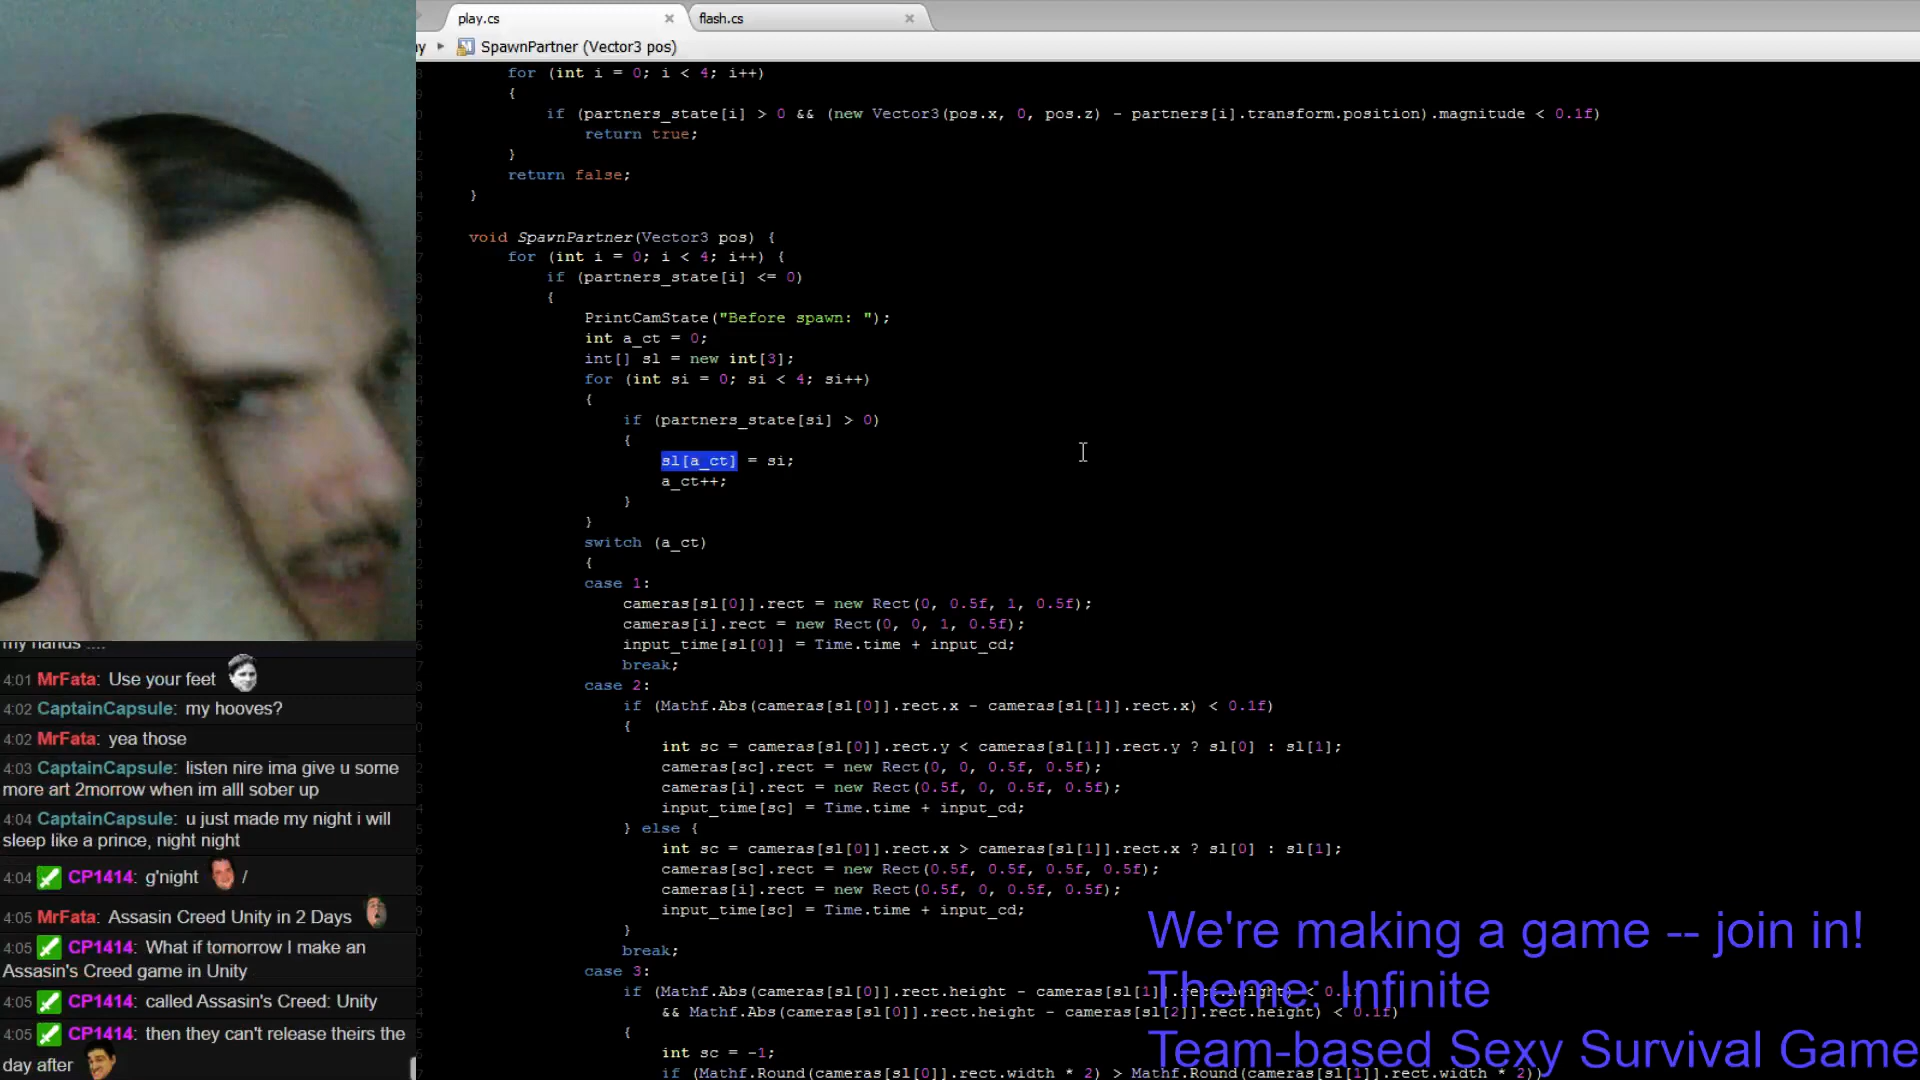 play.cs
flash.cs
SpawnPartner (Vector3 pos)
for (int i = 0; i < 4; i++)
{
if (partners_state[i] > 0 && (new Vector3(pos.x, 0, pos.z) - partners[i].transform.position).magnitude < 0.1f)
return true;
}
return false;
}
void SpawnPartner(Vector3 pos) {
for (int i = 0; i < 4; i++) {
if (partners_state[i] <= 0)
{
PrintCamState("Before spawn: ");
int a_ct = 0;
int[] sl = new int[3];
for (int si = 0; si < 4; si++)
{
if (partners_state[si] > 0)
{
sl[a_ct] = si;
a_ct++;
}
}
switch (a_ct)
{
case 1:
cameras[sl[0]].rect = new Rect(0, 0.5f, 1, 0.5f);
cameras[i].rect = new Rect(0, 0, 1, 0.5f);
input_time[sl[0]] = Time.time + input_cd;
break;
case 2:
if (Mathf.Abs(cameras[sl[0]].rect.x - cameras[sl[1]].rect.x) < 0.1f)
{
int sc = cameras[sl[0]].rect.y < cameras[sl[1]].rect.y ? sl[0] : sl[1];
cameras[sc].rect = new Rect(0, 0, 0.5f, 0.5f);
cameras[i].rect = new Rect(0.5f, 0, 0.5f, 0.5f);
input_time[sc] = Time.time + input_cd;
} else {
int sc = cameras[sl[0]].rect.x > cameras[sl[1]].rect.x ? sl[0] : sl[1];
cameras[sc].rect = new Rect(0.5f, 0.5f, 0.5f, 0.5f);
cameras[i].rect = new Rect(0.5f, 0, 0.5f, 0.5f);
input_time[sc] = Time.time + input_cd;
}
break;
case 3:
if (Mathf.Abs(cameras[sl[0]].rect.height - cameras[sl[1]].rect.height) < 0.1f
&& Mathf.Abs(cameras[sl[0]].rect.height - cameras[sl[2]].rect.height) < 0.1f)
{
int sc = -1;
if (Mathf.Round(cameras[sl[0]].rect.width * 2) > Mathf.Round(cameras[sl[1]].rect.width * 2))
my hands ....
4:01 MrFata: Use your feet
4:02 CaptainCapsule: my hooves?
4:02 MrFata: yea those
4:03 CaptainCapsule: listen nire ima give u some
more art 2morrow when im alll sober up
4:04 CaptainCapsule: u just made my night i will
sleep like a prince, night night
4:04 CP1414: g'night /
4:05 MrFata: Assasin Creed Unity in 2 Days
4:05 CP1414: What if tomorrow I make an
Assasin's Creed game in Unity
4:05 CP1414: called Assasin's Creed: Unity
4:05 CP1414: then they can't release theirs the
day after
We're making a game -- join in!
Theme: Infinite
Team-based Sexy Survival Game